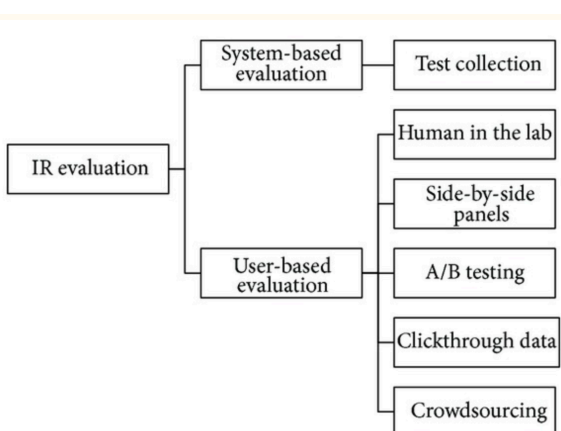 IR evaluation
System-based
evaluation
Test collection
User-based
evaluation
Human in the lab
Side-by-side
panels
A/B testing
Clickthrough data
Crowdsourcing